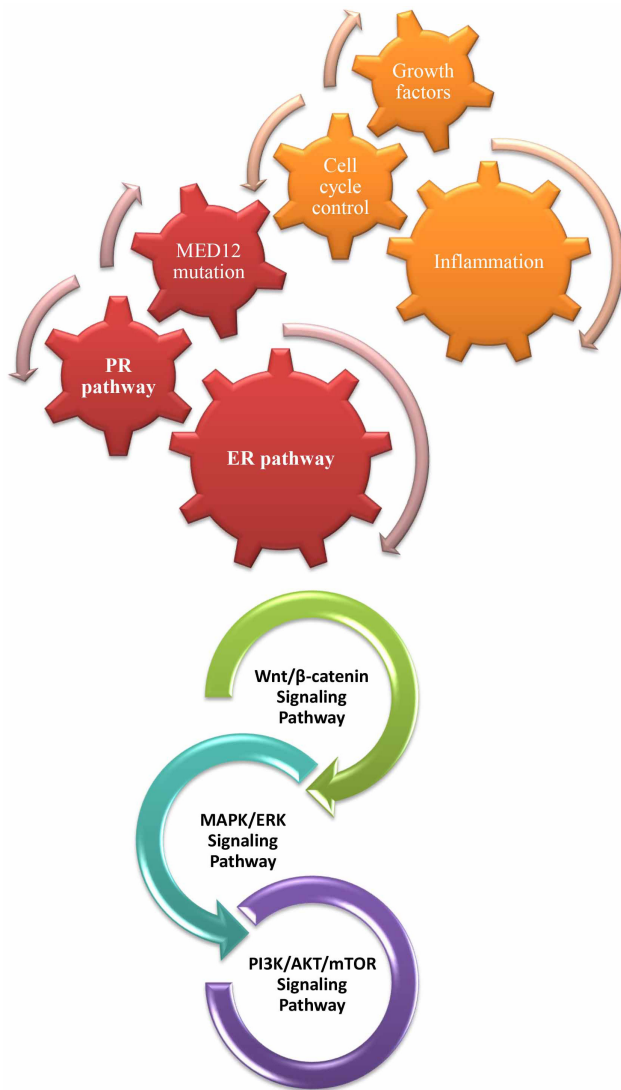 Growth
factors
Cell
cycle
control
Inflammation
MED12
mutation
PR
pathway
ER pathway
Wnt/β-catenin
Signaling
Pathway
MAPK/ERK
Signaling
Pathway
PI3K/AKT/mTOR
Signaling
Pathway